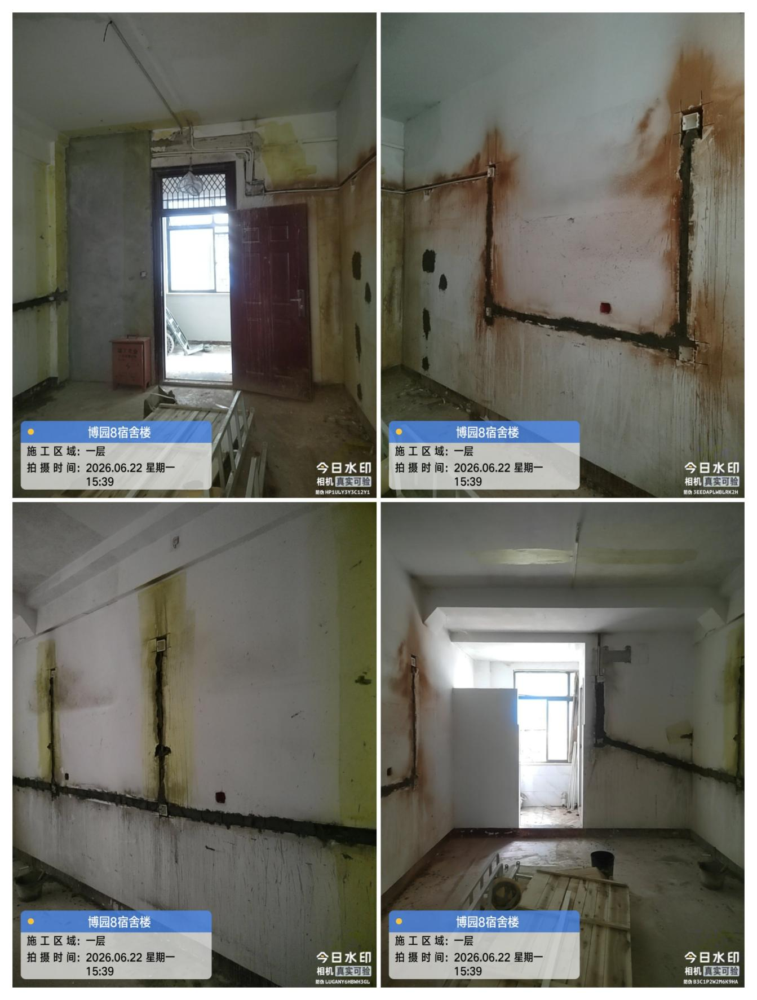 博园8宿舍楼
施工区域：一层
拍摄时间：2026.06.22 星期一
15:39
今日水印
相机 真实可验
防伪 HP1ULY3Y3C12Y1
博园8宿舍楼
施工区域：一层
拍摄时间：2026.06.22 星期一
15:39
今日水印
相机 真实可验
防伪 3EEDAPLWBLRK2H
博园8宿舍楼
施工区域：一层
拍摄时间：2026.06.22 星期一
15:39
今日水印
相机 真实可验
防伪 LUGANY6HBWH3GL
博园8宿舍楼
施工区域：一层
拍摄时间：2026.06.22 星期一
15:39
今日水印
相机 真实可验
防伪 B3C1P2W2M6K9HA